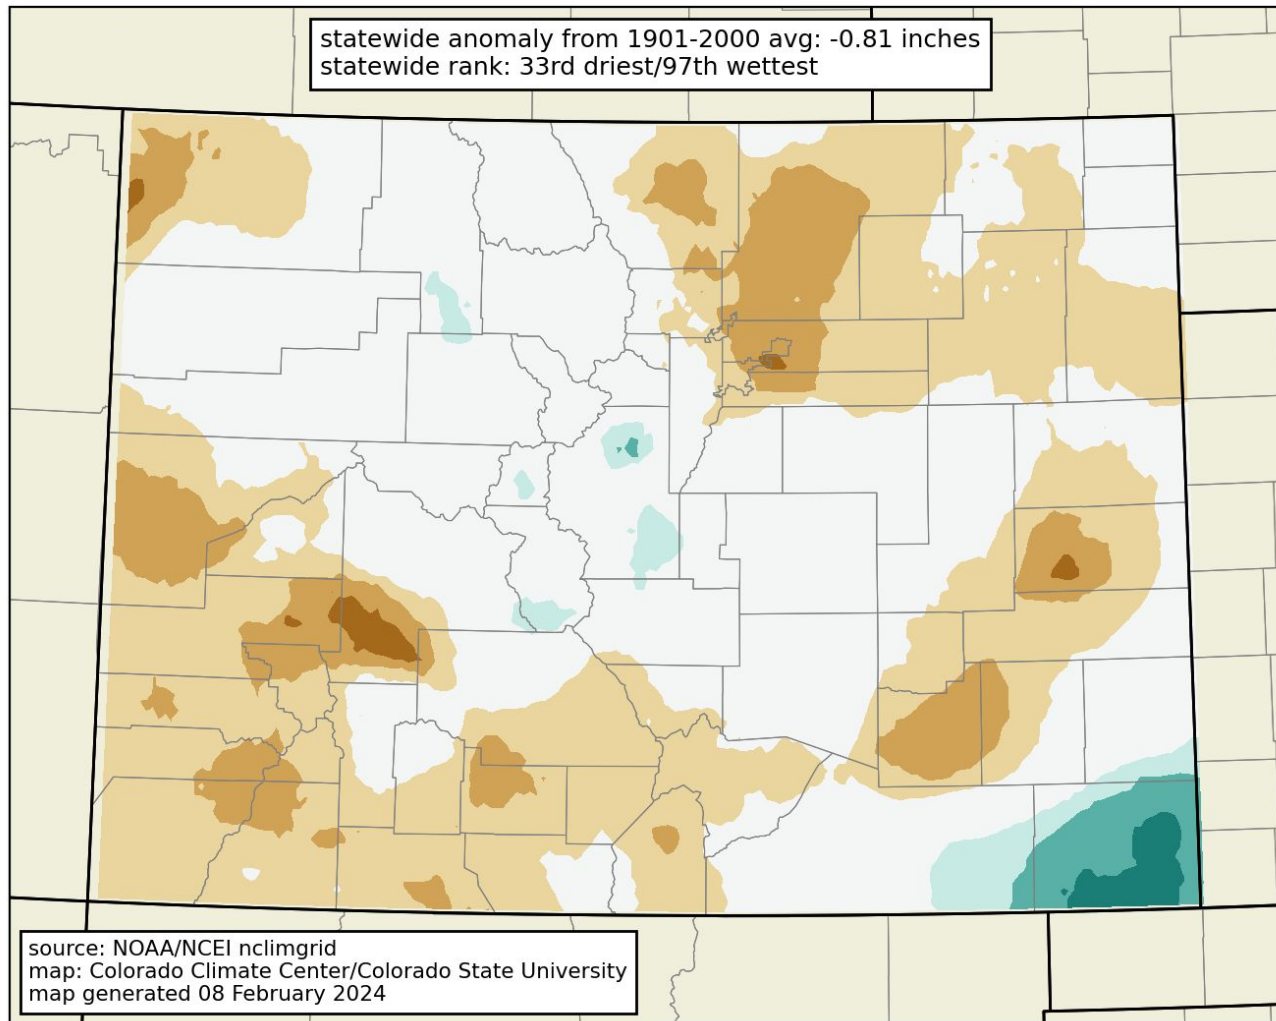 statewide anomaly from 1901-2000 avg: -0.81 inches
statewide rank: 33rd driest/97th wettest
source: NOAA/NCEI nclimgrid
map: Colorado Climate Center/Colorado State University
map generated 08 February 2024